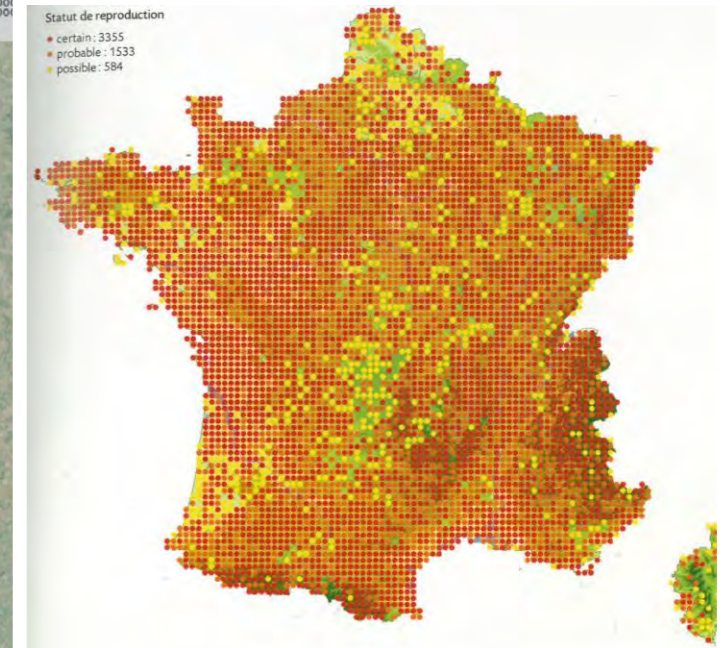 Statut de reproduction
certain : 3355
probable : 1533
possible : 584